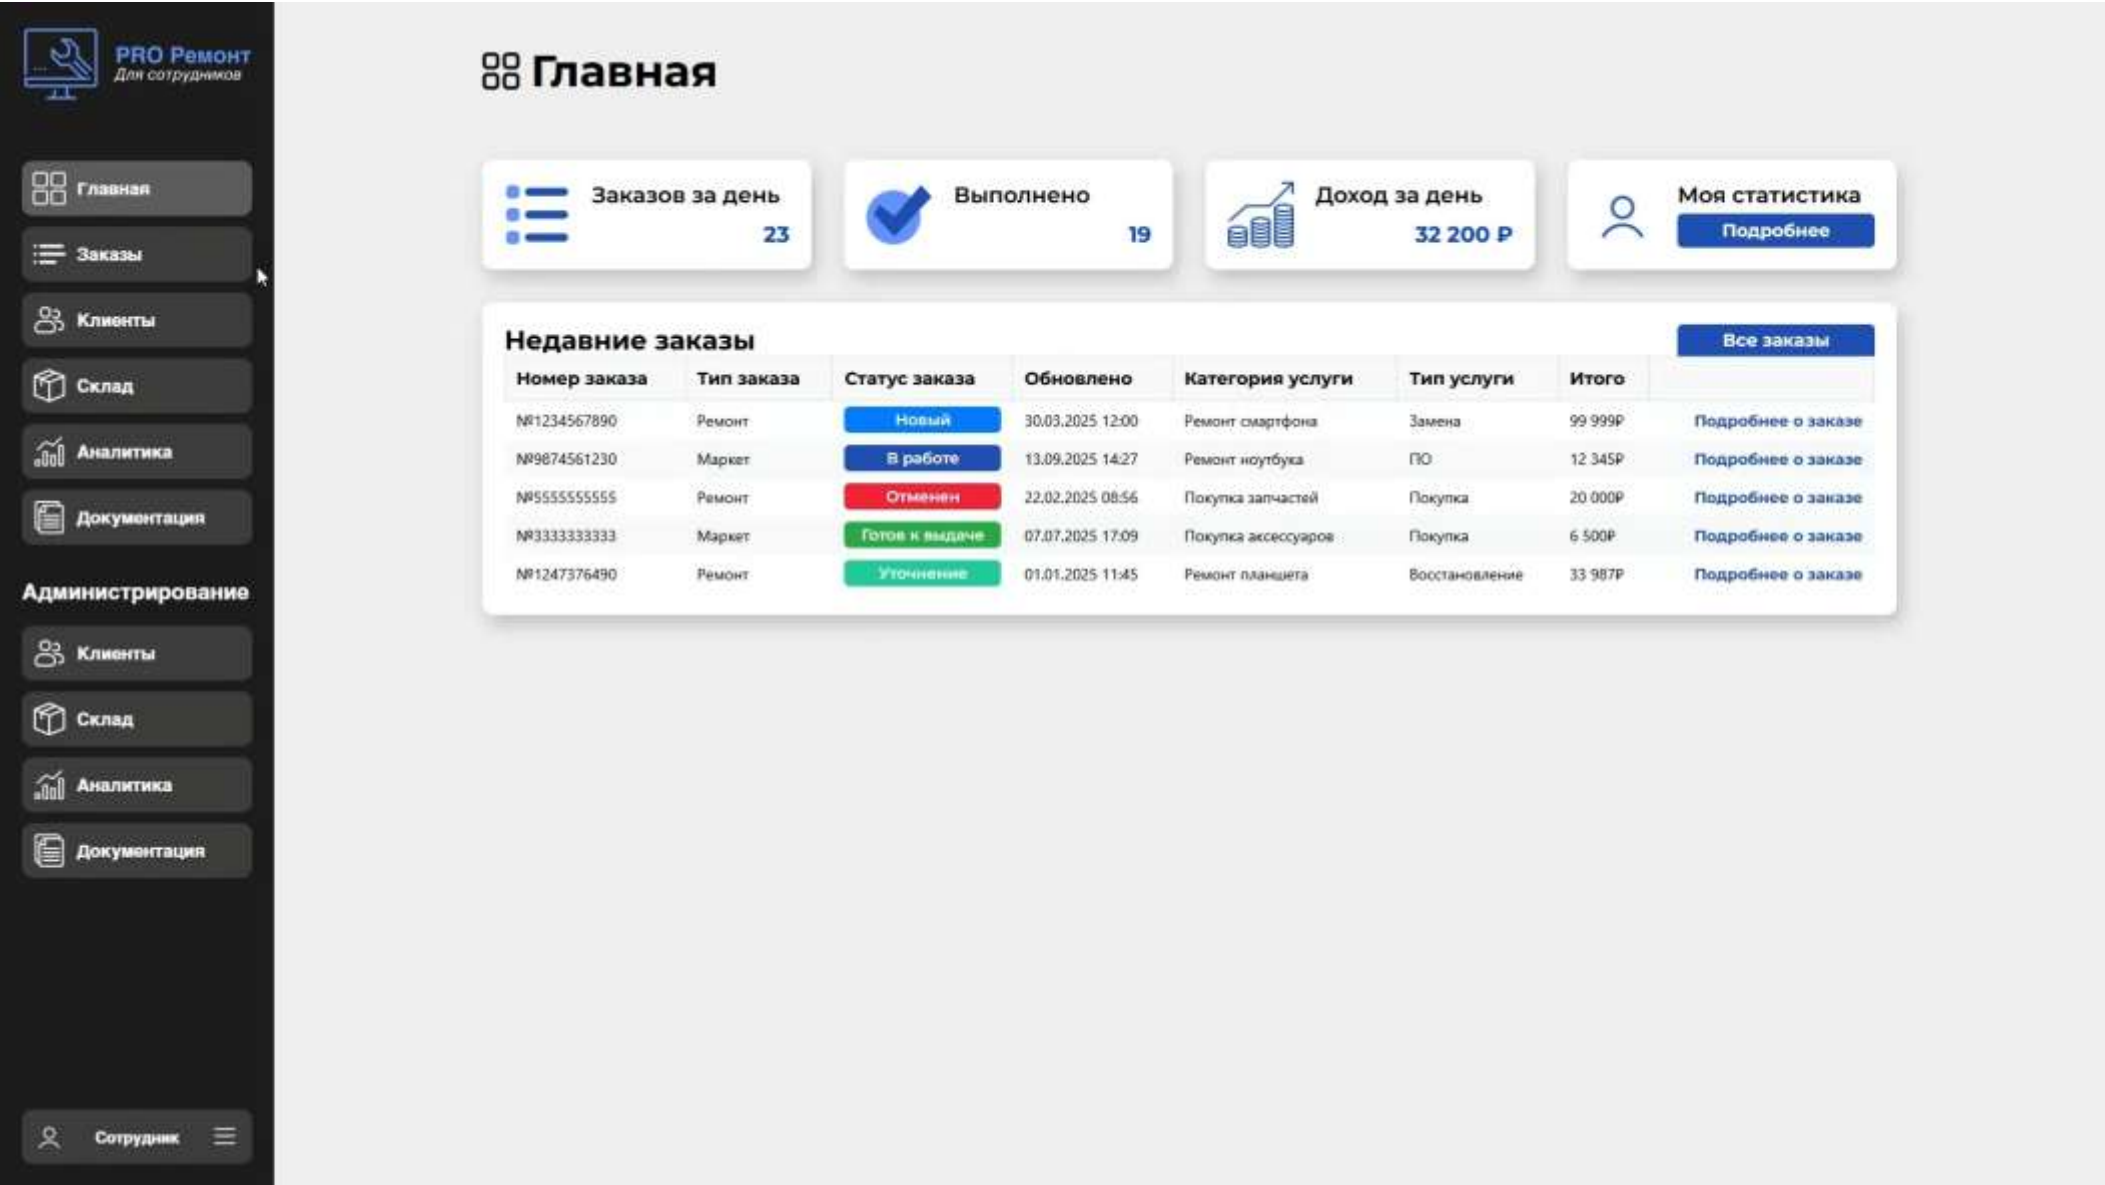 PRO Ремонт
Для сотрудников
Главная
Заказы
Клиенты
Склад
Аналитика
Документация
Администрирование
Клиенты
Склад
Аналитика
Документация
Сотрудник
Главная
Заказов за день
23
Выполнено
19
Доход за день
32 200 ₽
Моя статистика
Подробнее
Недавние заказы
Все заказы
Номер заказа Тип заказа Статус заказа Обновлено Категория услуги Тип услуги Итого
№1234567890 Ремонт Новый 30.03.2025 12:00 Ремонт смартфона Замена 99 999₽ Подробнее о заказе
№9874561230 Маркет В работе 13.09.2025 14:27 Ремонт ноутбука ПО 12 345₽ Подробнее о заказе
№5555555555 Ремонт Отменен 22.02.2025 08:56 Покупка запчастей Покупка 20 000₽ Подробнее о заказе
№3333333333 Маркет Готов к выдаче 07.07.2025 17:09 Покупка аксессуаров Покупка 6 500₽ Подробнее о заказе
№1247376490 Ремонт Уточнение 01.01.2025 11:45 Ремонт планшета Восстановление 33 987₽ Подробнее о заказе